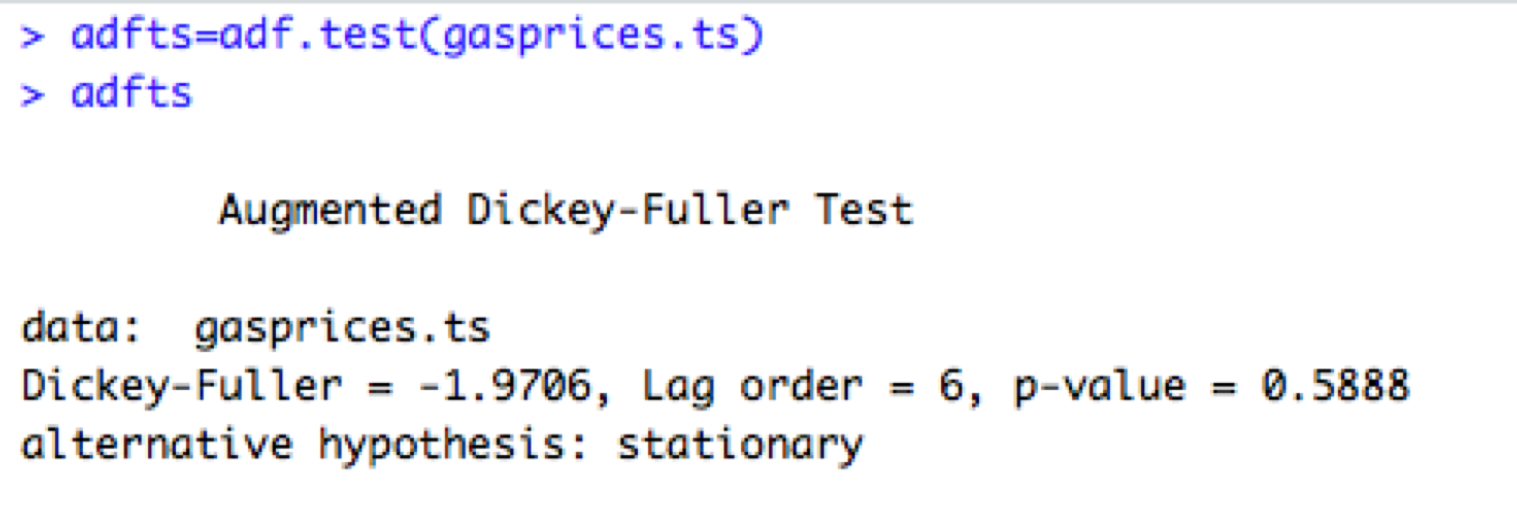 > adfts=adf.test(gasprices.ts)
> adfts
Augmented Dickey-Fuller Test
data:  gasprices.ts
Dickey-Fuller = -1.9706, Lag order = 6, p-value = 0.5888
alternative hypothesis: stationary